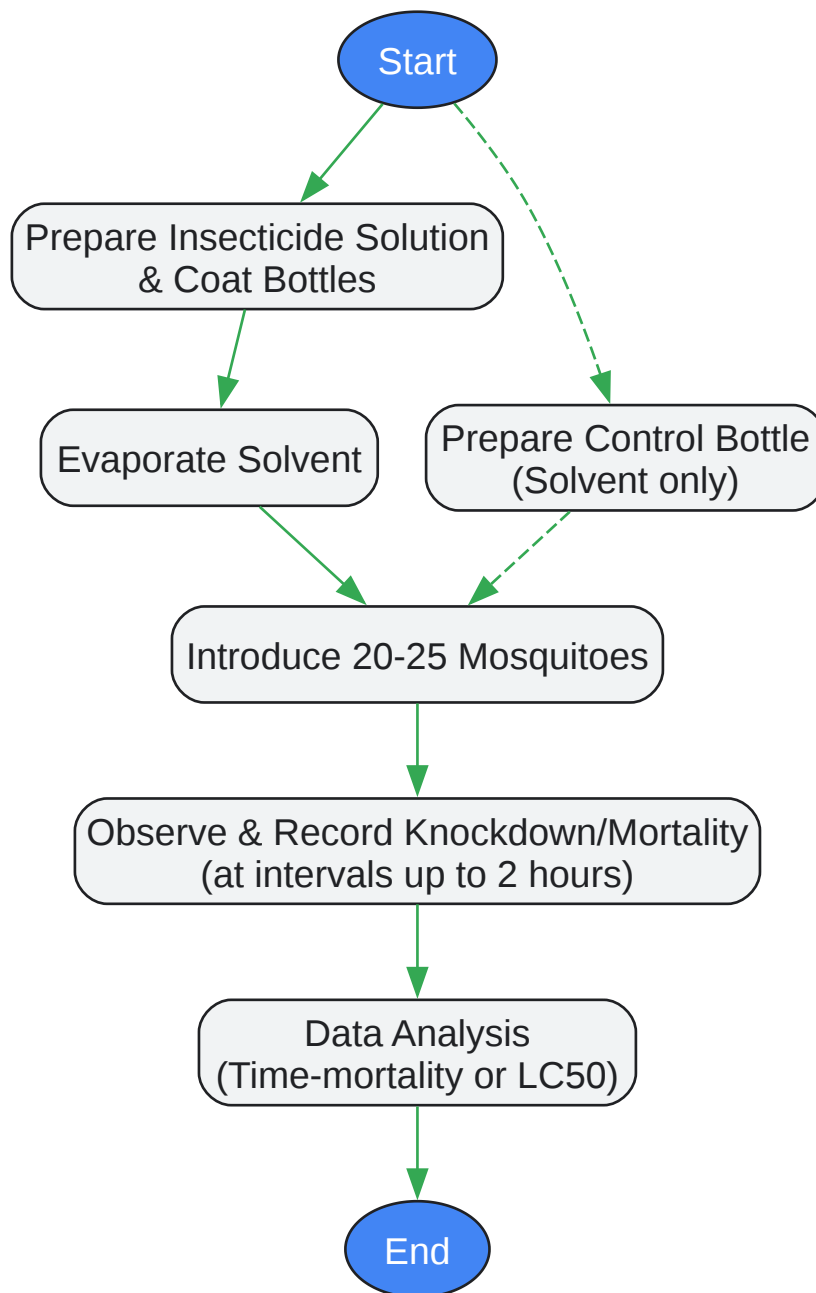 Start
Prepare Insecticide Solution
& Coat Bottles
Evaporate Solvent
Prepare Control Bottle
(Solvent only)
Introduce 20-25 Mosquitoes
Observe & Record Knockdown/Mortality
(at intervals up to 2 hours)
Data Analysis
(Time-mortality or LC50)
End